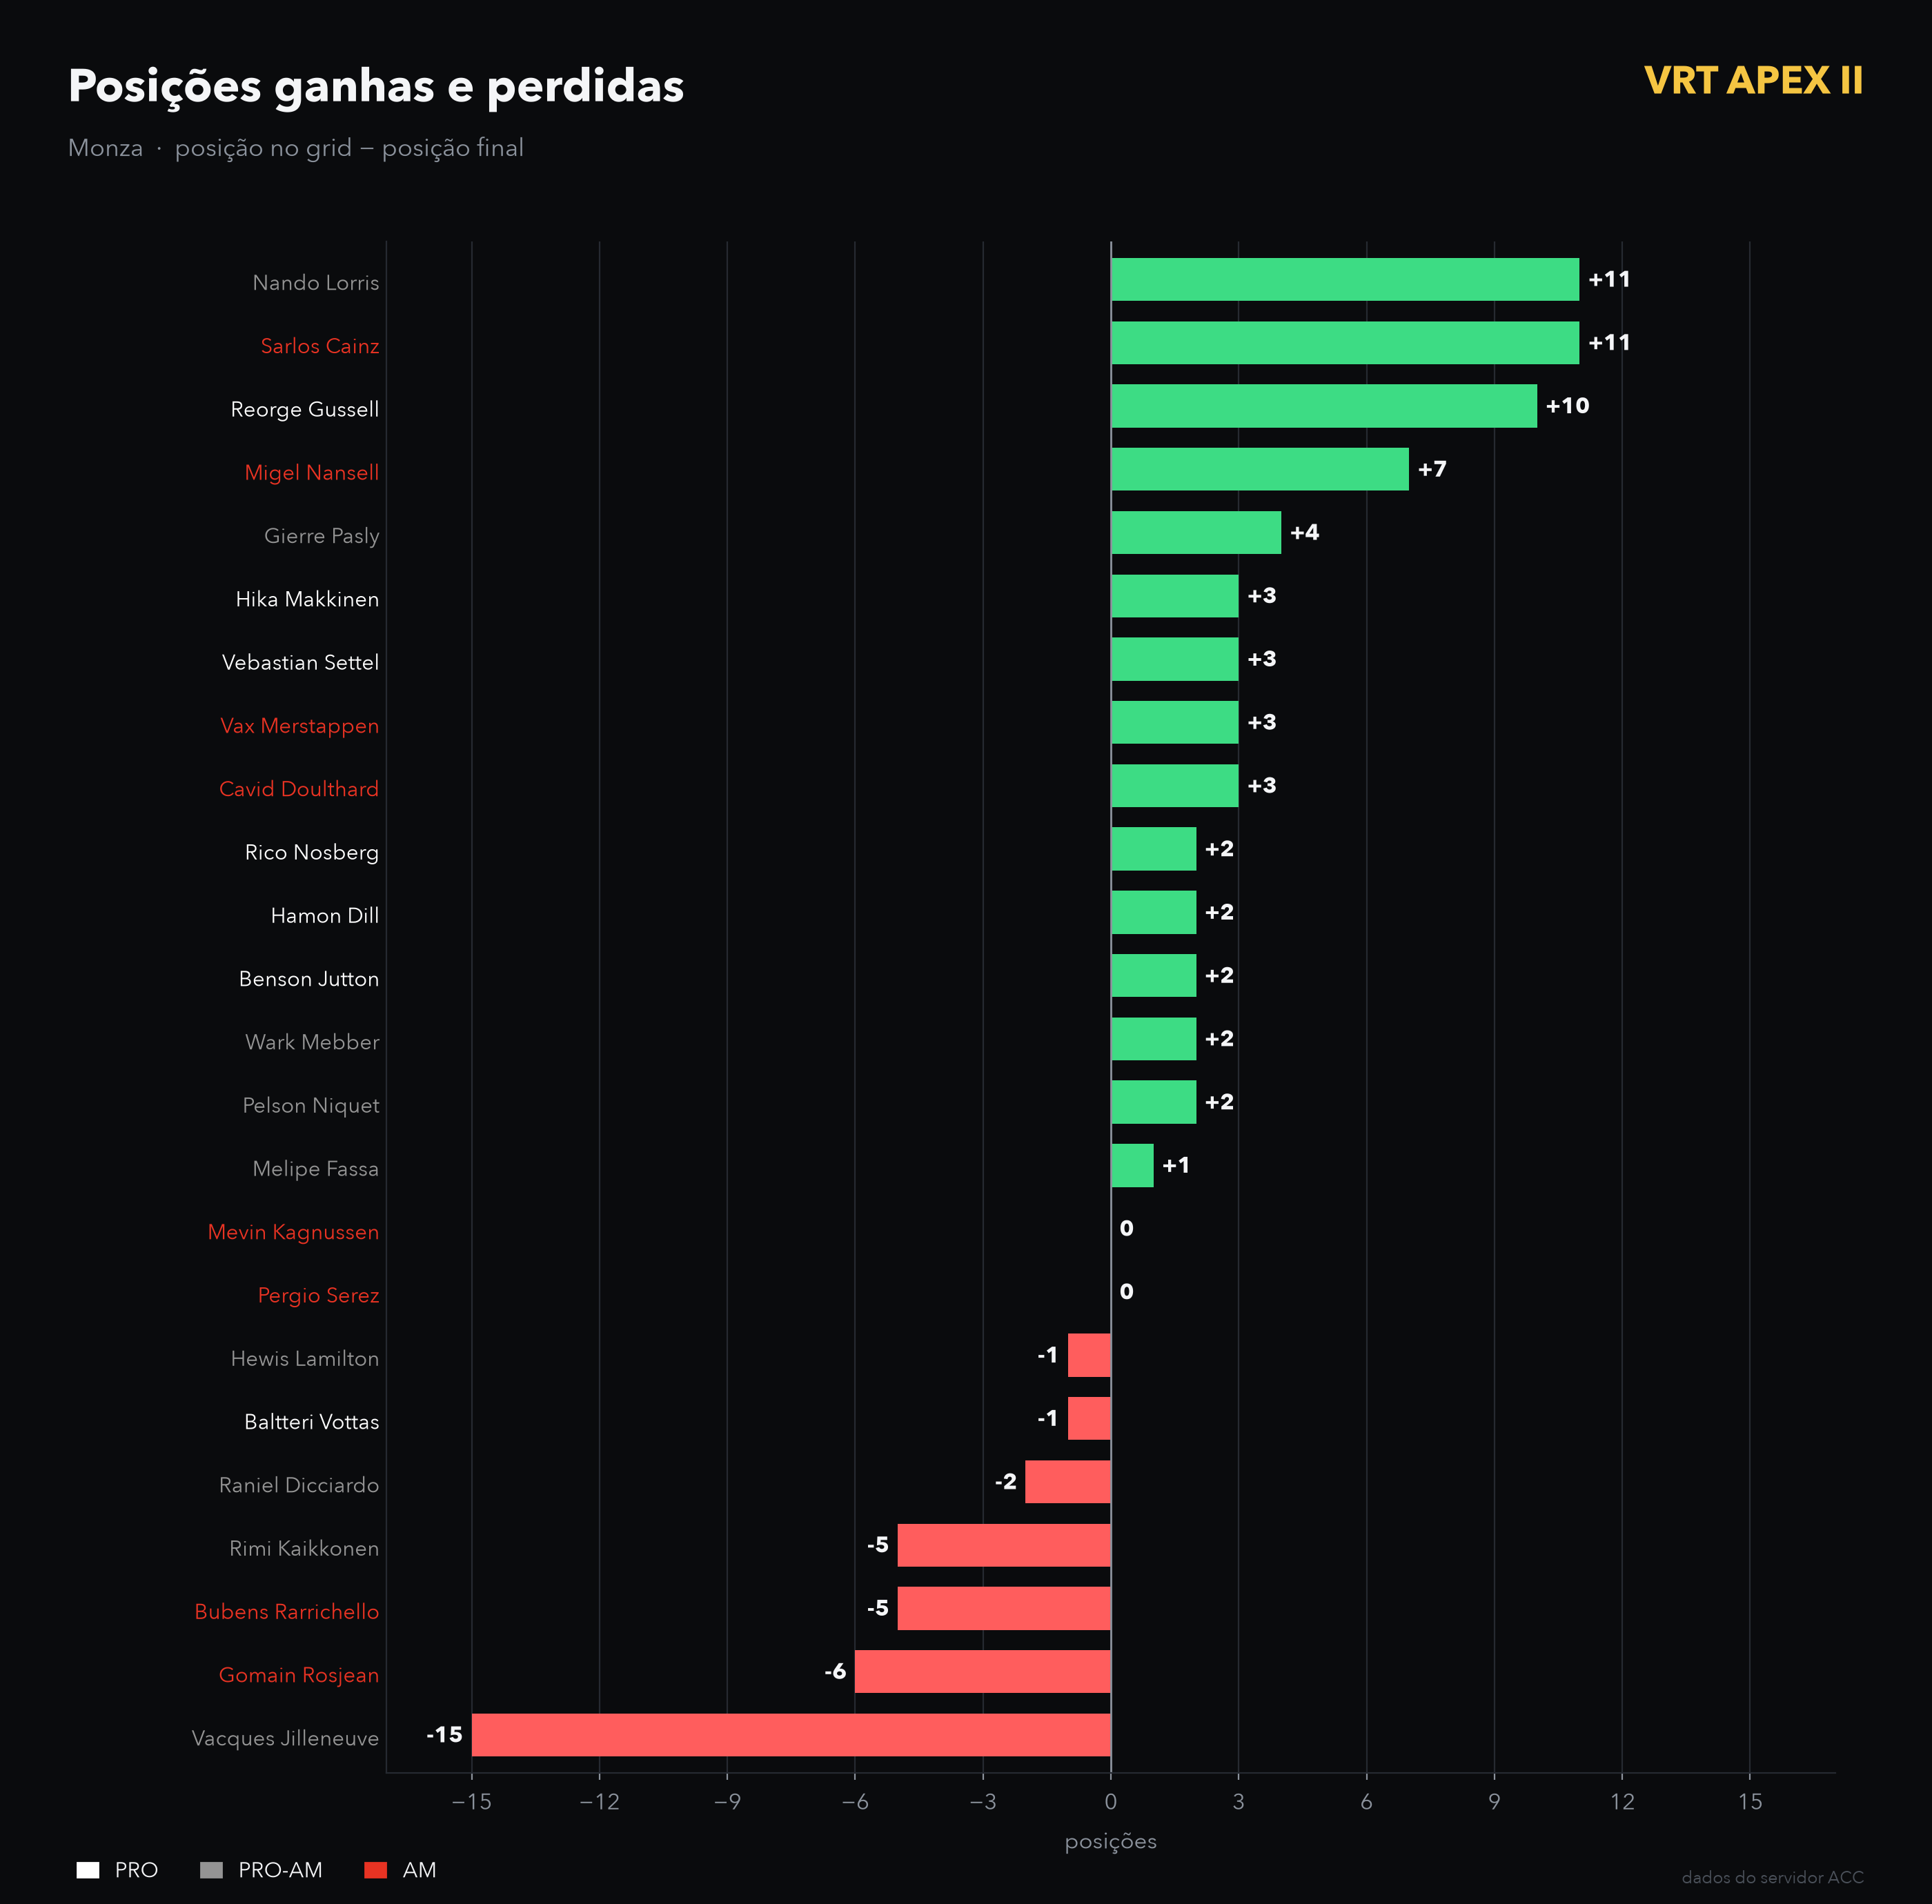 Posições ganhas e perdidas
VRT APEX II
Monza · posição no grid − posição final
Nando Lorris +11
Sarlos Cainz +11
Reorge Gussell +10
Migel Nansell +7
Gierre Pasly +4
Hika Makkinen +3
Vebastian Settel +3
Vax Merstappen +3
Cavid Doulthard +3
Rico Nosberg +2
Hamon Dill +2
Benson Jutton +2
Wark Mebber +2
Pelson Niquet +2
Melipe Fassa +1
Mevin Kagnussen 0
Pergio Serez 0
Hewis Lamilton -1
Baltteri Vottas -1
Raniel Dicciardo -2
Rimi Kaikkonen -5
Bubens Rarrichello -5
Gomain Rosjean -6
Vacques Jilleneuve -15
−15 −12 −9 −6 −3 0 3 6 9 12 15
posições
PRO PRO-AM AM
dados do servidor ACC